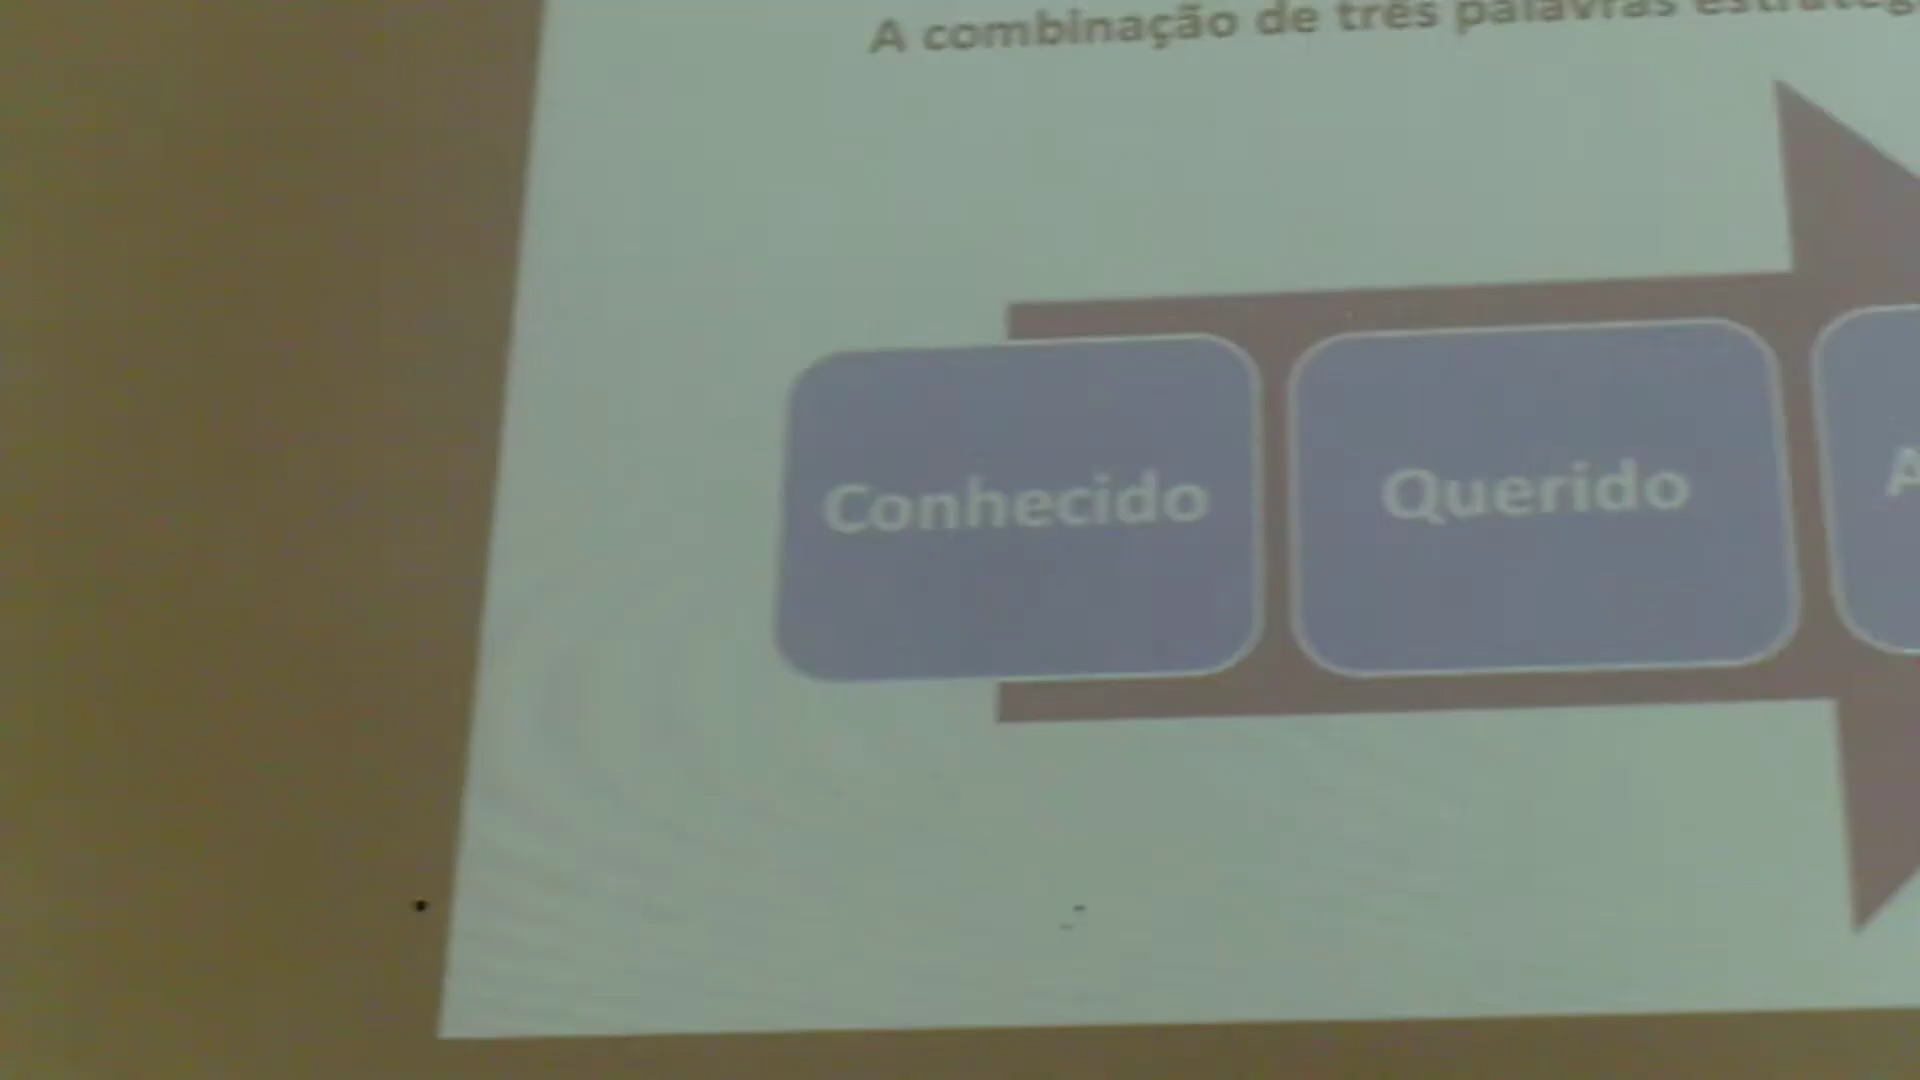 A combinação de três palavras
Conhecido
Querido